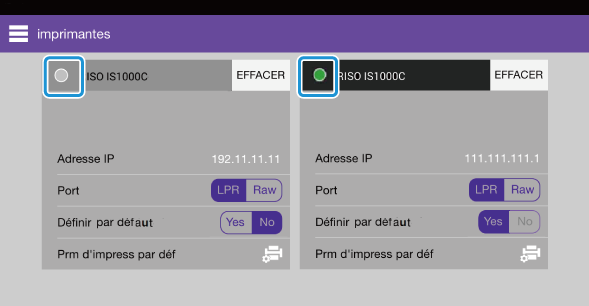 imprimantes
ISO IS1000C EFFACER
Adresse IP 192.11.11.11
Port LPR Raw
Définir par défaut Yes No
Prm d'impress par déf
RISO IS1000C EFFACER
Adresse IP 111.111.111.1
Port LPR Raw
Définir par défaut Yes No
Prm d'impress par déf